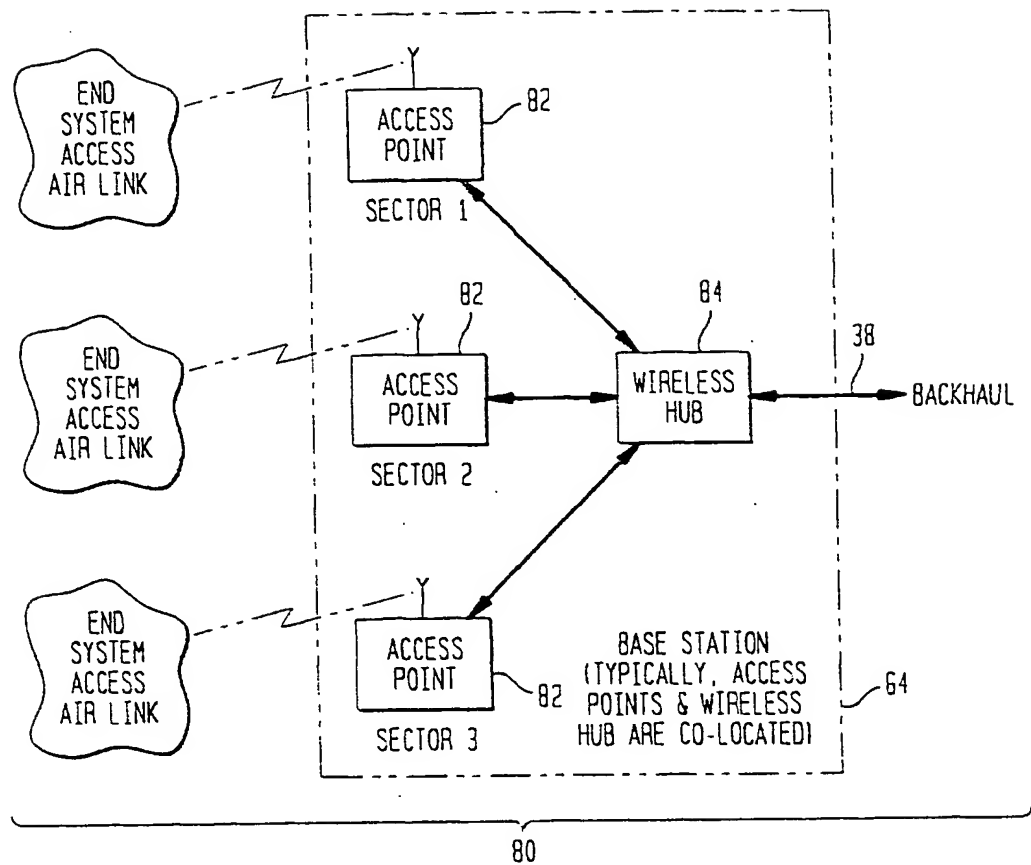 END
SYSTEM
ACCESS
AIR LINK
ACCESS
POINT
82
SECTOR 1
END
SYSTEM
ACCESS
AIR LINK
82
ACCESS
POINT
SECTOR 2
84
WIRELESS
HUB
38
BACKHAUL
END
SYSTEM
ACCESS
AIR LINK
ACCESS
POINT
82
SECTOR 3
BASE STATION
(TYPICALLY, ACCESS
POINTS & WIRELESS
HUB ARE CO-LOCATED)
64
80